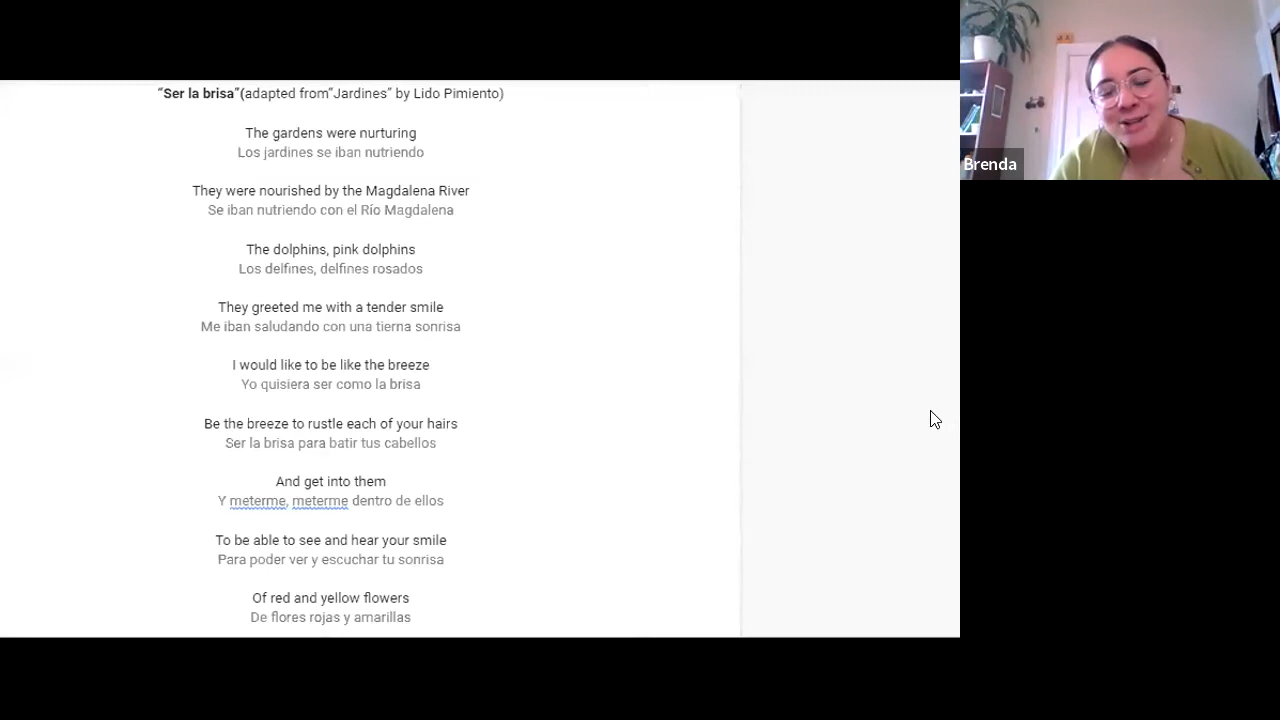 “Ser la brisa”(adapted from“Jardines” by Lido Pimiento)
The gardens were nurturing
Los jardines se iban nutriendo
They were nourished by the Magdalena River
Se iban nutriendo con el Río Magdalena
The dolphins, pink dolphins
Los delfines, delfines rosados
They greeted me with a tender smile
Me iban saludando con una tierna sonrisa
I would like to be like the breeze
Yo quisiera ser como la brisa
Be the breeze to rustle each of your hairs
Ser la brisa para batir tus cabellos
And get into them
Y meterme, meterme dentro de ellos
To be able to see and hear your smile
Para poder ver y escuchar tu sonrisa
Of red and yellow flowers
De flores rojas y amarillas
Brenda